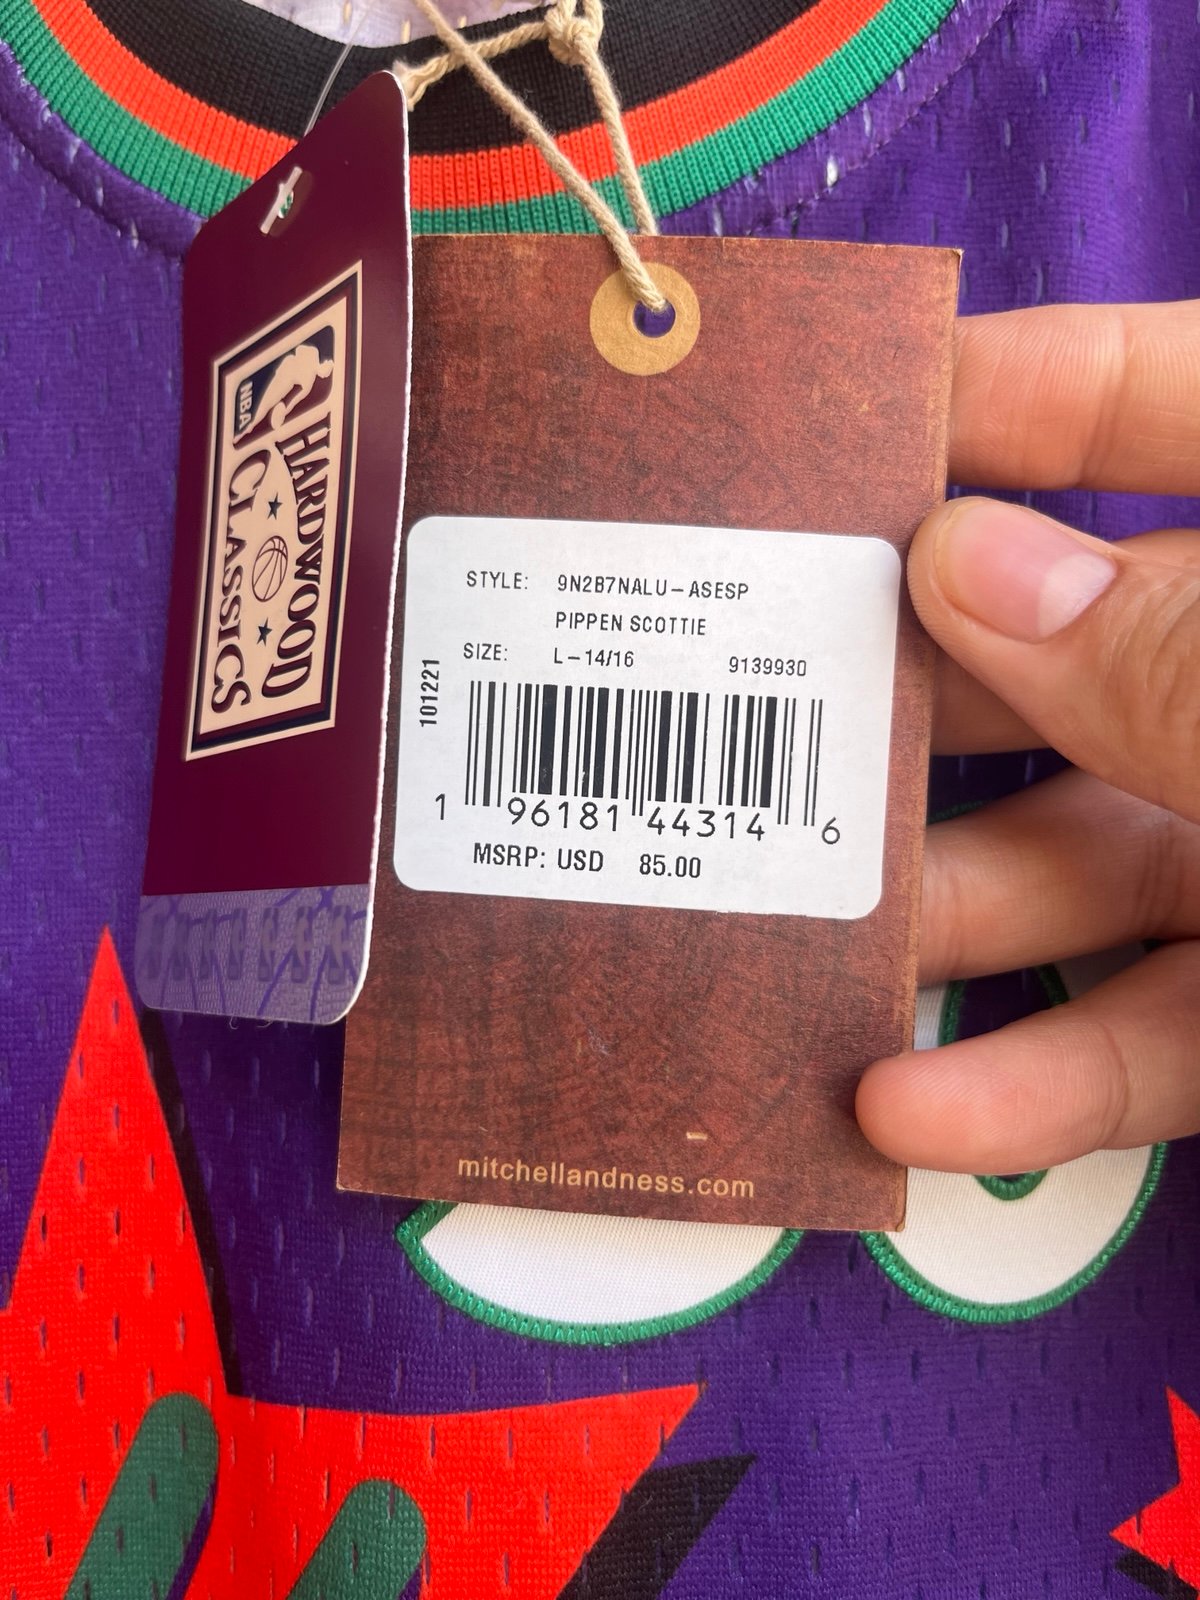 NBA
HARDWOOD
CLASSICS
STYLE: 9N2B7NALU-ASESP
PIPPEN SCOTTIE
SIZE: L-14/16 9139930
101221
1 96181 44314 6
MSRP: USD 85.00
mitchellandness.com